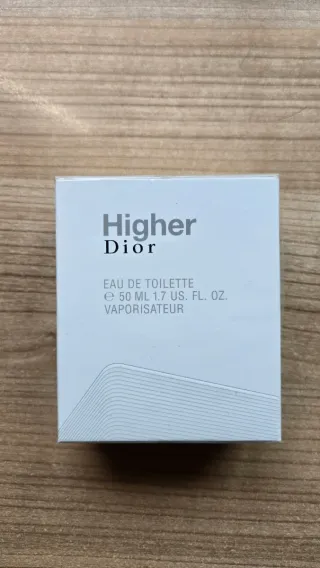 Higher
Dior
EAU DE TOILETTE
℮ 50 ML 1.7 US. FL. OZ.
VAPORISATEUR